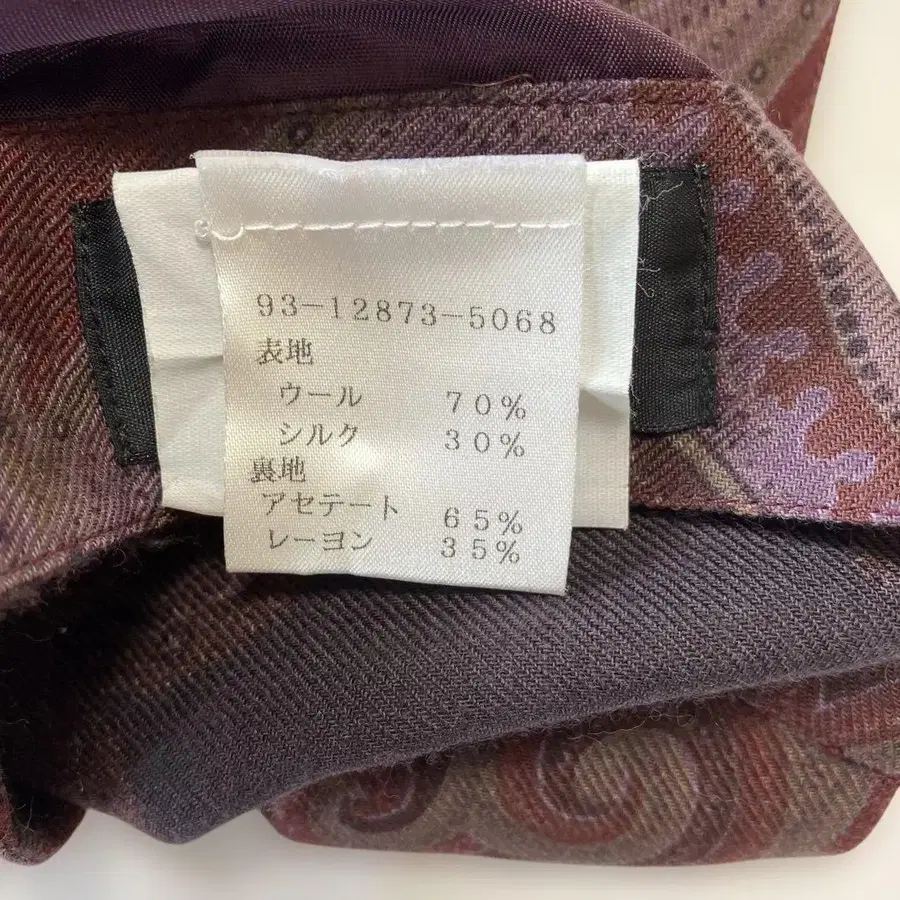 93-12873-5068
表地
ウール 70%
シルク 30%
裏地
アセテート 65%
レーヨン 35%